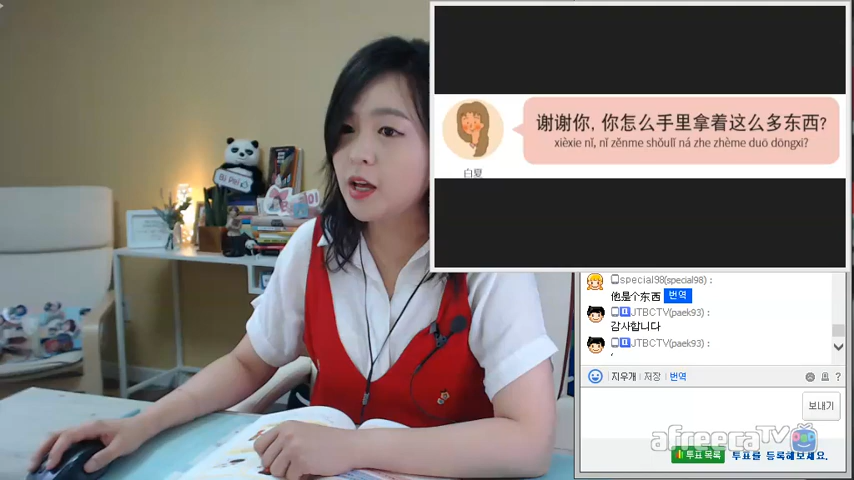 谢谢你, 你怎么手里拿着这么多东西?
xièxie nǐ, nǐ zěnme shǒulǐ ná zhe zhème duō dōngxi?
白夏
Bi Pei
special98(special98) :
他是个东西 번역
JTBCTV(paek93) :
감사합니다
JTBCTV(paek93) :
지우개 저장 번역
보내기
afreecaTV
투표 목록 투표를 등록해보세요.